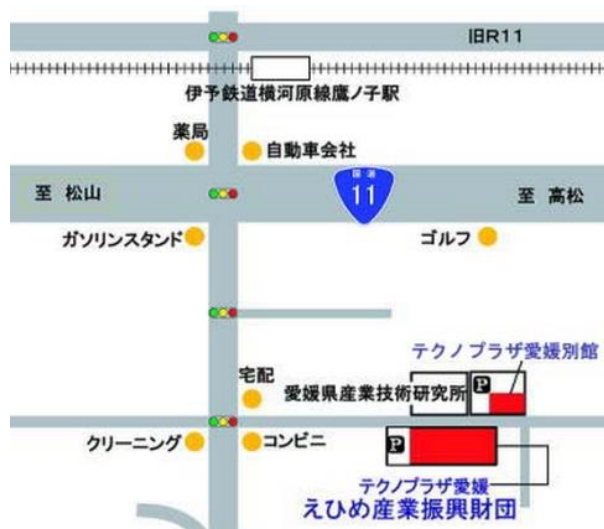 旧R11
伊予鉄道横河原線鷹ノ子駅
薬局
自動車会社
至 松山
国道
11
至 高松
ガソリンスタンド
ゴルフ
テクノプラザ愛媛別館
宅配
愛媛県産業技術研究所
P
クリーニング
コンビニ
P
テクノプラザ愛媛
えひめ産業振興財団